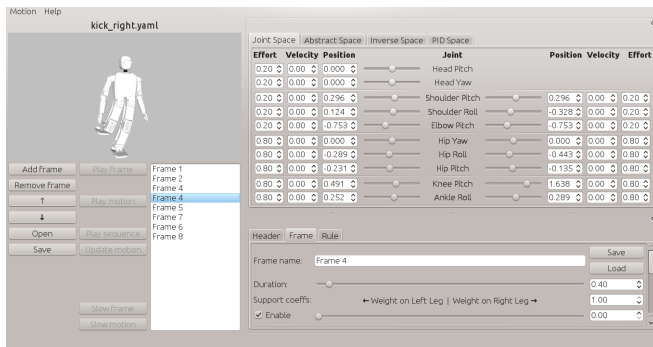 Motion Help
kick_right.yaml
Joint Space Abstract Space Inverse Space PID Space
Effort Velocity Position Joint Position Velocity Effort
0.20 0.00 0.000 Head Pitch
0.20 0.00 0.000 Head Yaw
0.20 0.00 0.296 Shoulder Pitch 0.296 0.00 0.20
0.20 0.00 0.124 Shoulder Roll -0.328 0.00 0.20
0.20 0.00 -0.753 Elbow Pitch -0.753 0.00 0.20
0.80 0.00 0.000 Hip Yaw 0.000 0.00 0.80
0.80 0.00 -0.289 Hip Roll -0.443 0.00 0.80
0.80 0.00 -0.231 Hip Pitch -0.135 0.00 0.80
0.80 0.00 0.491 Knee Pitch 1.638 0.00 0.80
0.80 0.00 0.252 Ankle Roll 0.289 0.00 0.80
Add frame Play frame
Remove frame
↑ Play motion
↓
Open Play sequence
Save Update motion
Slow frame
Slow motion
Frame 1
Frame 2
Frame 4
Frame 4
Frame 5
Frame 7
Frame 6
Frame 8
Header Frame Rule
Frame name: Frame 4
Save
Load
Duration: 0.40
Support coeffs: ← Weight on Left Leg | Weight on Right Leg → 1.00
Enable 0.00